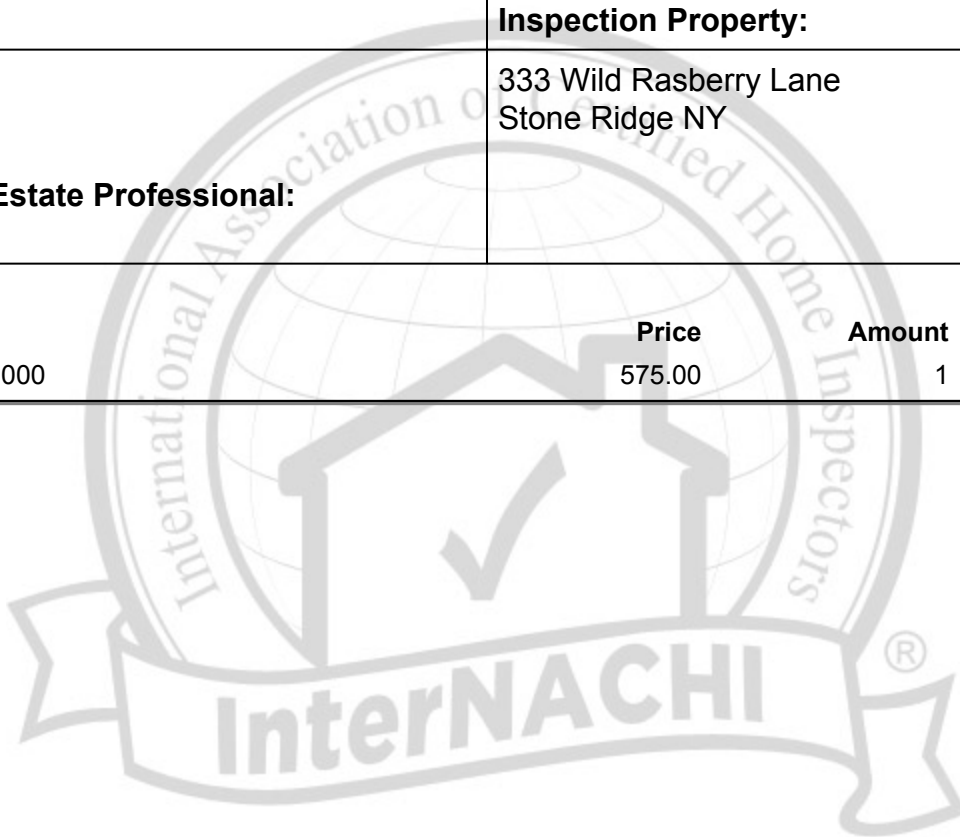 Inspection Property:
333 Wild Rasberry Lane
Stone Ridge NY
Estate Professional:
Price Amount
000 575.00 1
International Association of Certified Home Inspectors
InterNACHI ®